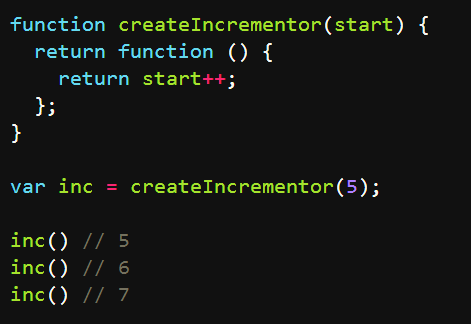 function createIncrementor(start) {
  return function () {
    return start++;
  };
}

var inc = createIncrementor(5);

inc() // 5
inc() // 6
inc() // 7